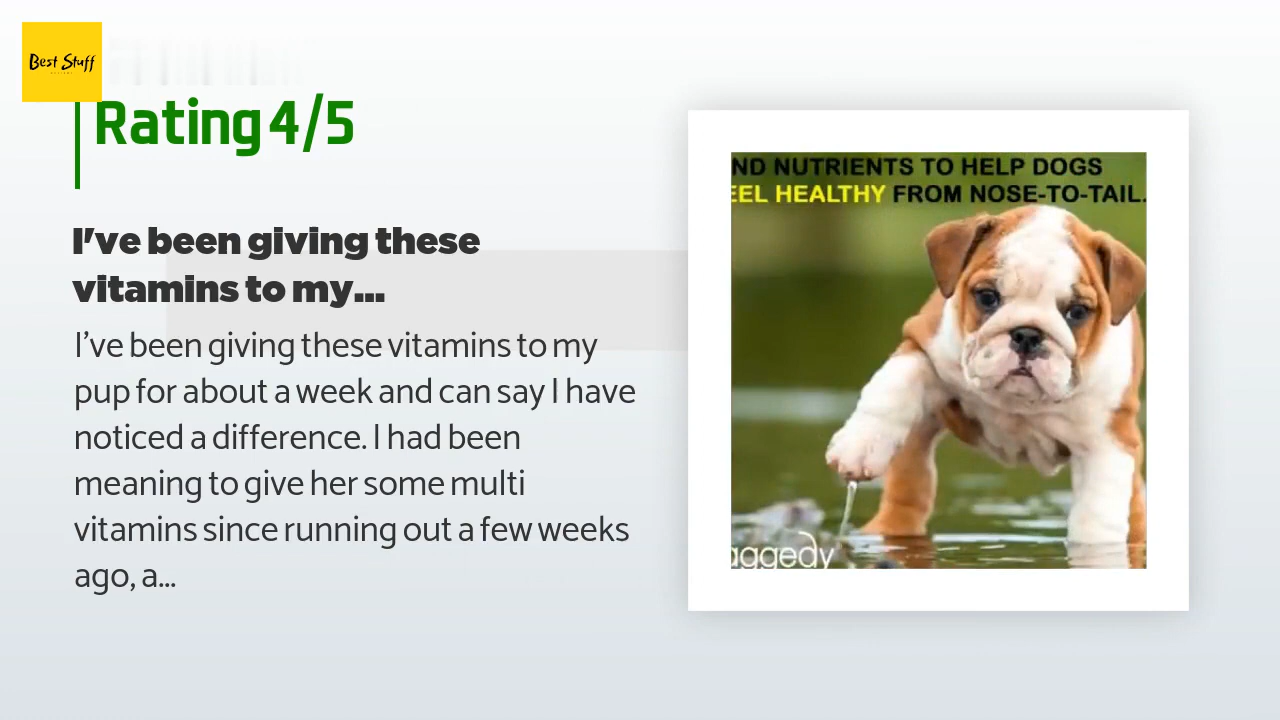 Best Stuff
Rating 4/5
I've been giving these
vitamins to my...
I've been giving these vitamins to my
pup for about a week and can say I have
noticed a difference. I had been
meaning to give her some multi
vitamins since running out a few weeks
ago, a...
ND NUTRIENTS TO HELP DOGS
EEL HEALTHY FROM NOSE-TO-TAIL.
aggedy